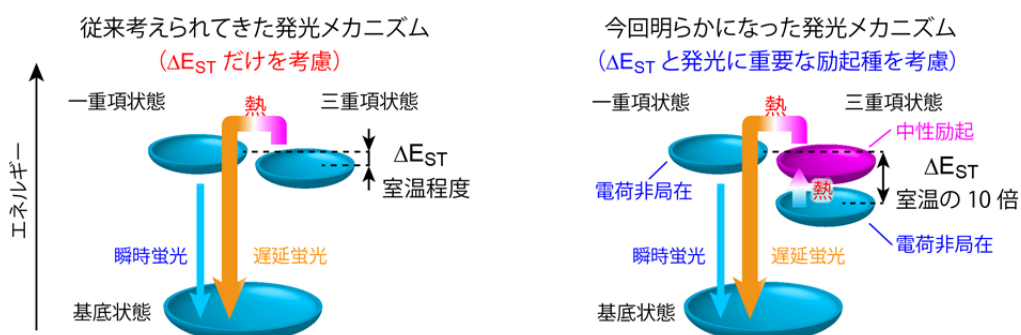 従来考えられてきた発光メカニズム
(ΔEST だけを考慮)
エネルギー
一重項状態
熱
三重項状態
ΔEST
室温程度
瞬時蛍光
遅延蛍光
基底状態
今回明らかになった発光メカニズム
(ΔEST と発光に重要な励起種を考慮)
一重項状態
熱
三重項状態
中性励起
電荷非局在
熱
ΔEST
室温の 10 倍
電荷非局在
瞬時蛍光
遅延蛍光
基底状態